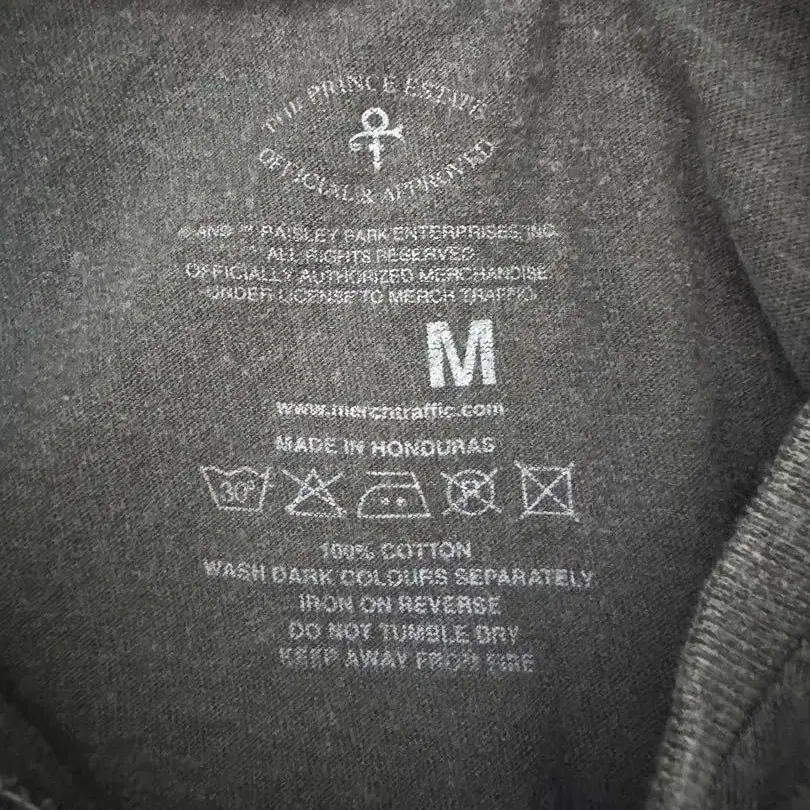 THE PRINCE ESTATE
OFFICIAL & APPROVED
© AND ™ PAISLEY PARK ENTERPRISES, INC.
ALL RIGHTS RESERVED.
OFFICIALLY AUTHORIZED MERCHANDISE
UNDER LICENSE TO MERCH TRAFFIC
M
www.merchtraffic.com
MADE IN HONDURAS
30°
P
100% COTTON
WASH DARK COLOURS SEPARATELY
IRON ON REVERSE
DO NOT TUMBLE DRY
KEEP AWAY FROM FIRE